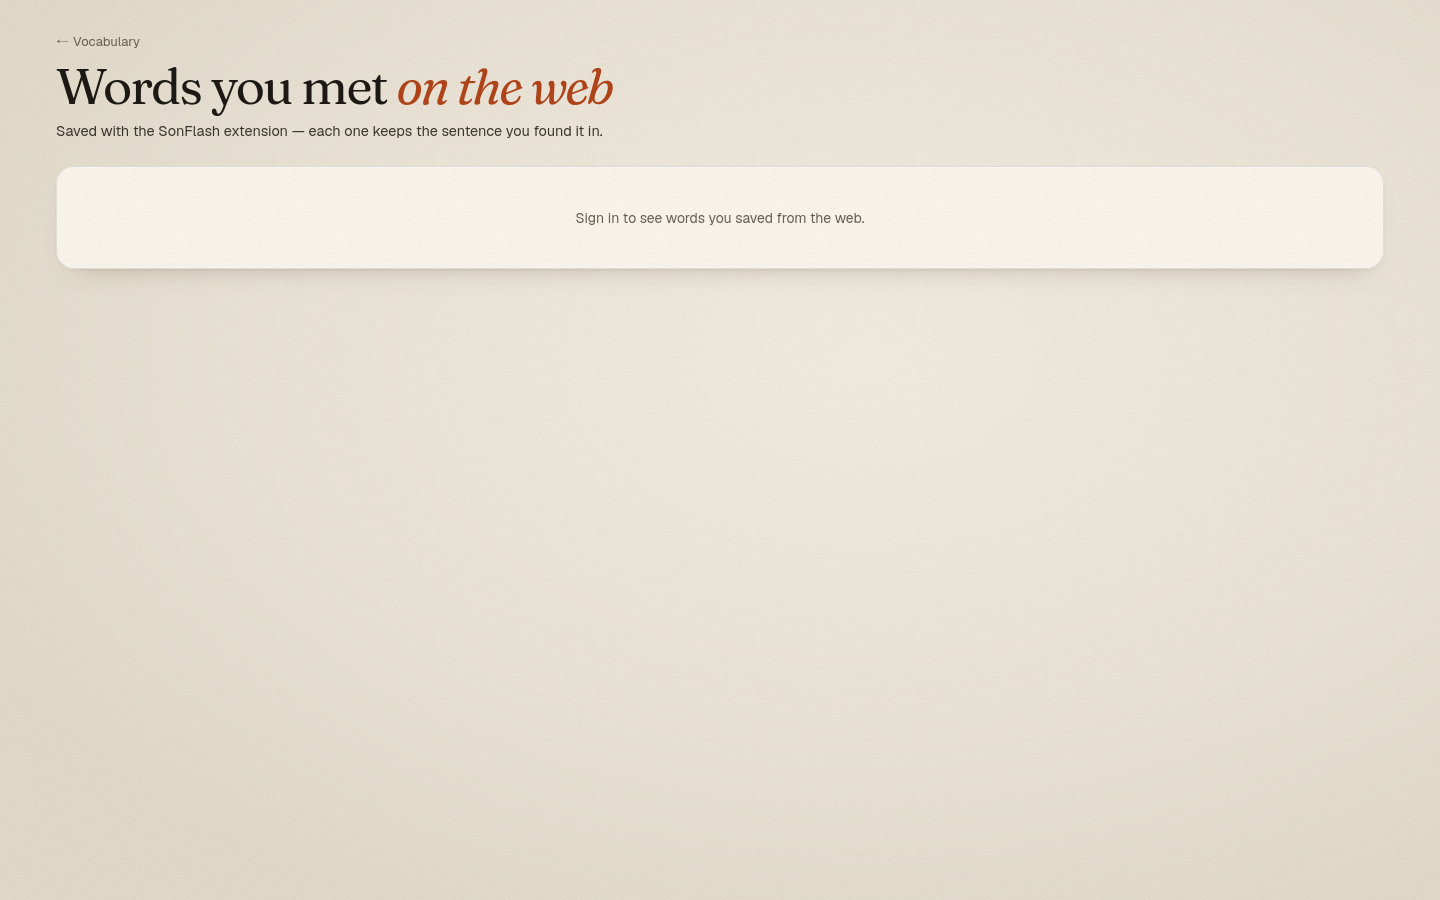 ← Vocabulary
Words you met on the web
Saved with the SonFlash extension — each one keeps the sentence you found it in.
Sign in to see words you saved from the web.